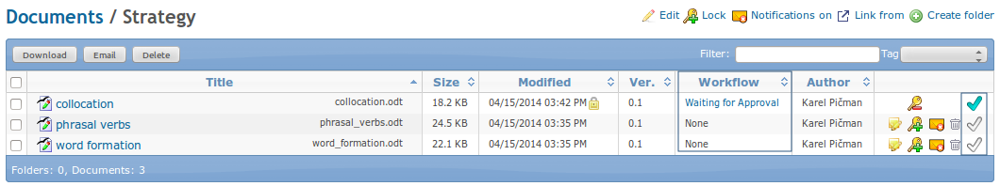 Documents / Strategy
Edit Lock Notifications on Link from Create folder
Download Email Delete Filter: Tag
Title Size Modified Ver. Workflow Author
collocation collocation.odt 18.2 KB 04/15/2014 03:42 PM 0.1 Waiting for Approval Karel Pičman
phrasal verbs phrasal_verbs.odt 24.5 KB 04/15/2014 03:35 PM 0.1 None Karel Pičman
word formation word_formation.odt 22.1 KB 04/15/2014 03:35 PM 0.1 None Karel Pičman
Folders: 0, Documents: 3